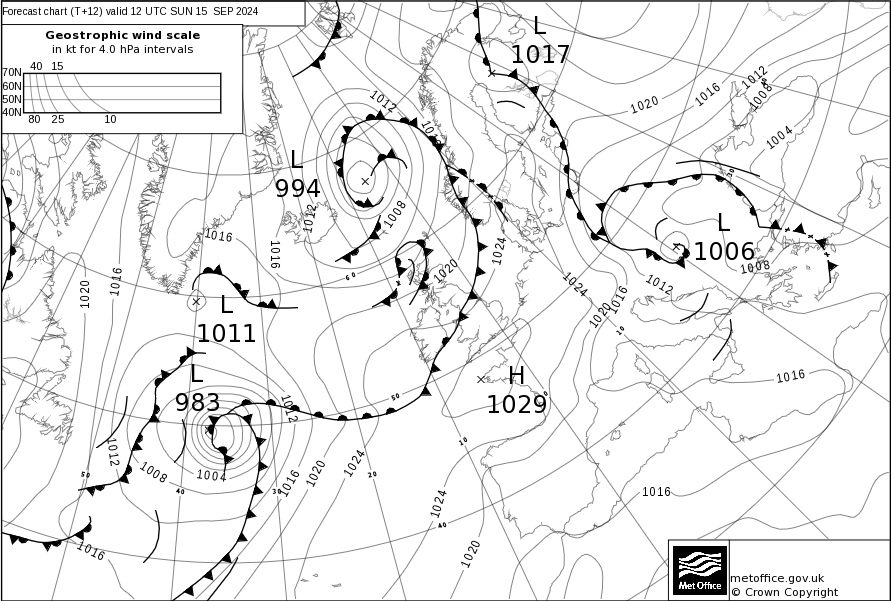 Forecast chart (T+12) valid 12 UTC SUN 15 SEP 2024
Geostrophic wind scale
in kt for 4.0 hPa intervals
40 15
70N
60N
50N
40N
80 25 10
L
1017
1012
1020
1016
1012
1008
1004
L
994
1012
1008
1016
1016
1024
1020
1020
1016
L
1006
1008
1012
1024
1020
1016
L
1011
L
983
H
1029
1012
1016
1012
1008
1004
1016
1020
1024
1024
1020
1016
1016
60
50
10
20
30
40
50
40
10
metoffice.gov.uk
© Crown Copyright
Met Office